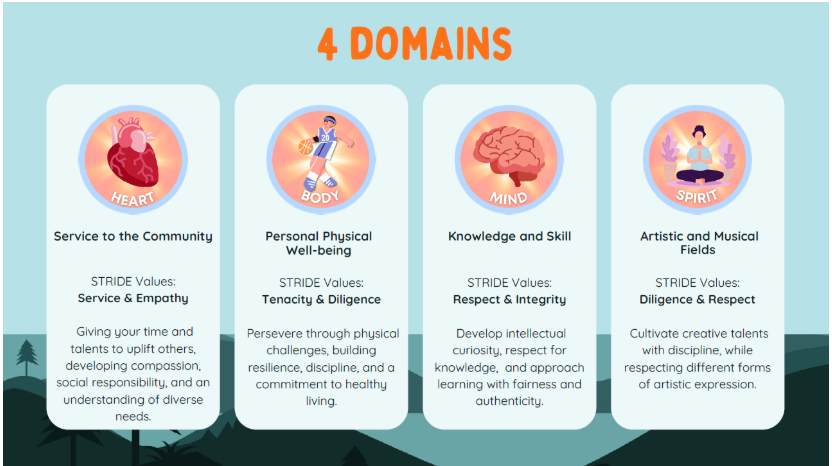 4 DOMAINS
HEART
Service to the Community
STRIDE Values:
Service & Empathy
Giving your time and
talents to uplift others,
developing compassion,
social responsibility, and an
understanding of diverse
needs.
20
BODY
Personal Physical
Well-being
STRIDE Values:
Tenacity & Diligence
Persevere through physical
challenges, building
resilience, discipline, and a
commitment to healthy
living.
MIND
Knowledge and Skill
STRIDE Values:
Respect & Integrity
Develop intellectual
curiosity, respect for
knowledge, and approach
learning with fairness and
authenticity.
SPIRIT
Artistic and Musical
Fields
STRIDE Values:
Diligence & Respect
Cultivate creative talents
with discipline, while
respecting different forms
of artistic expression.